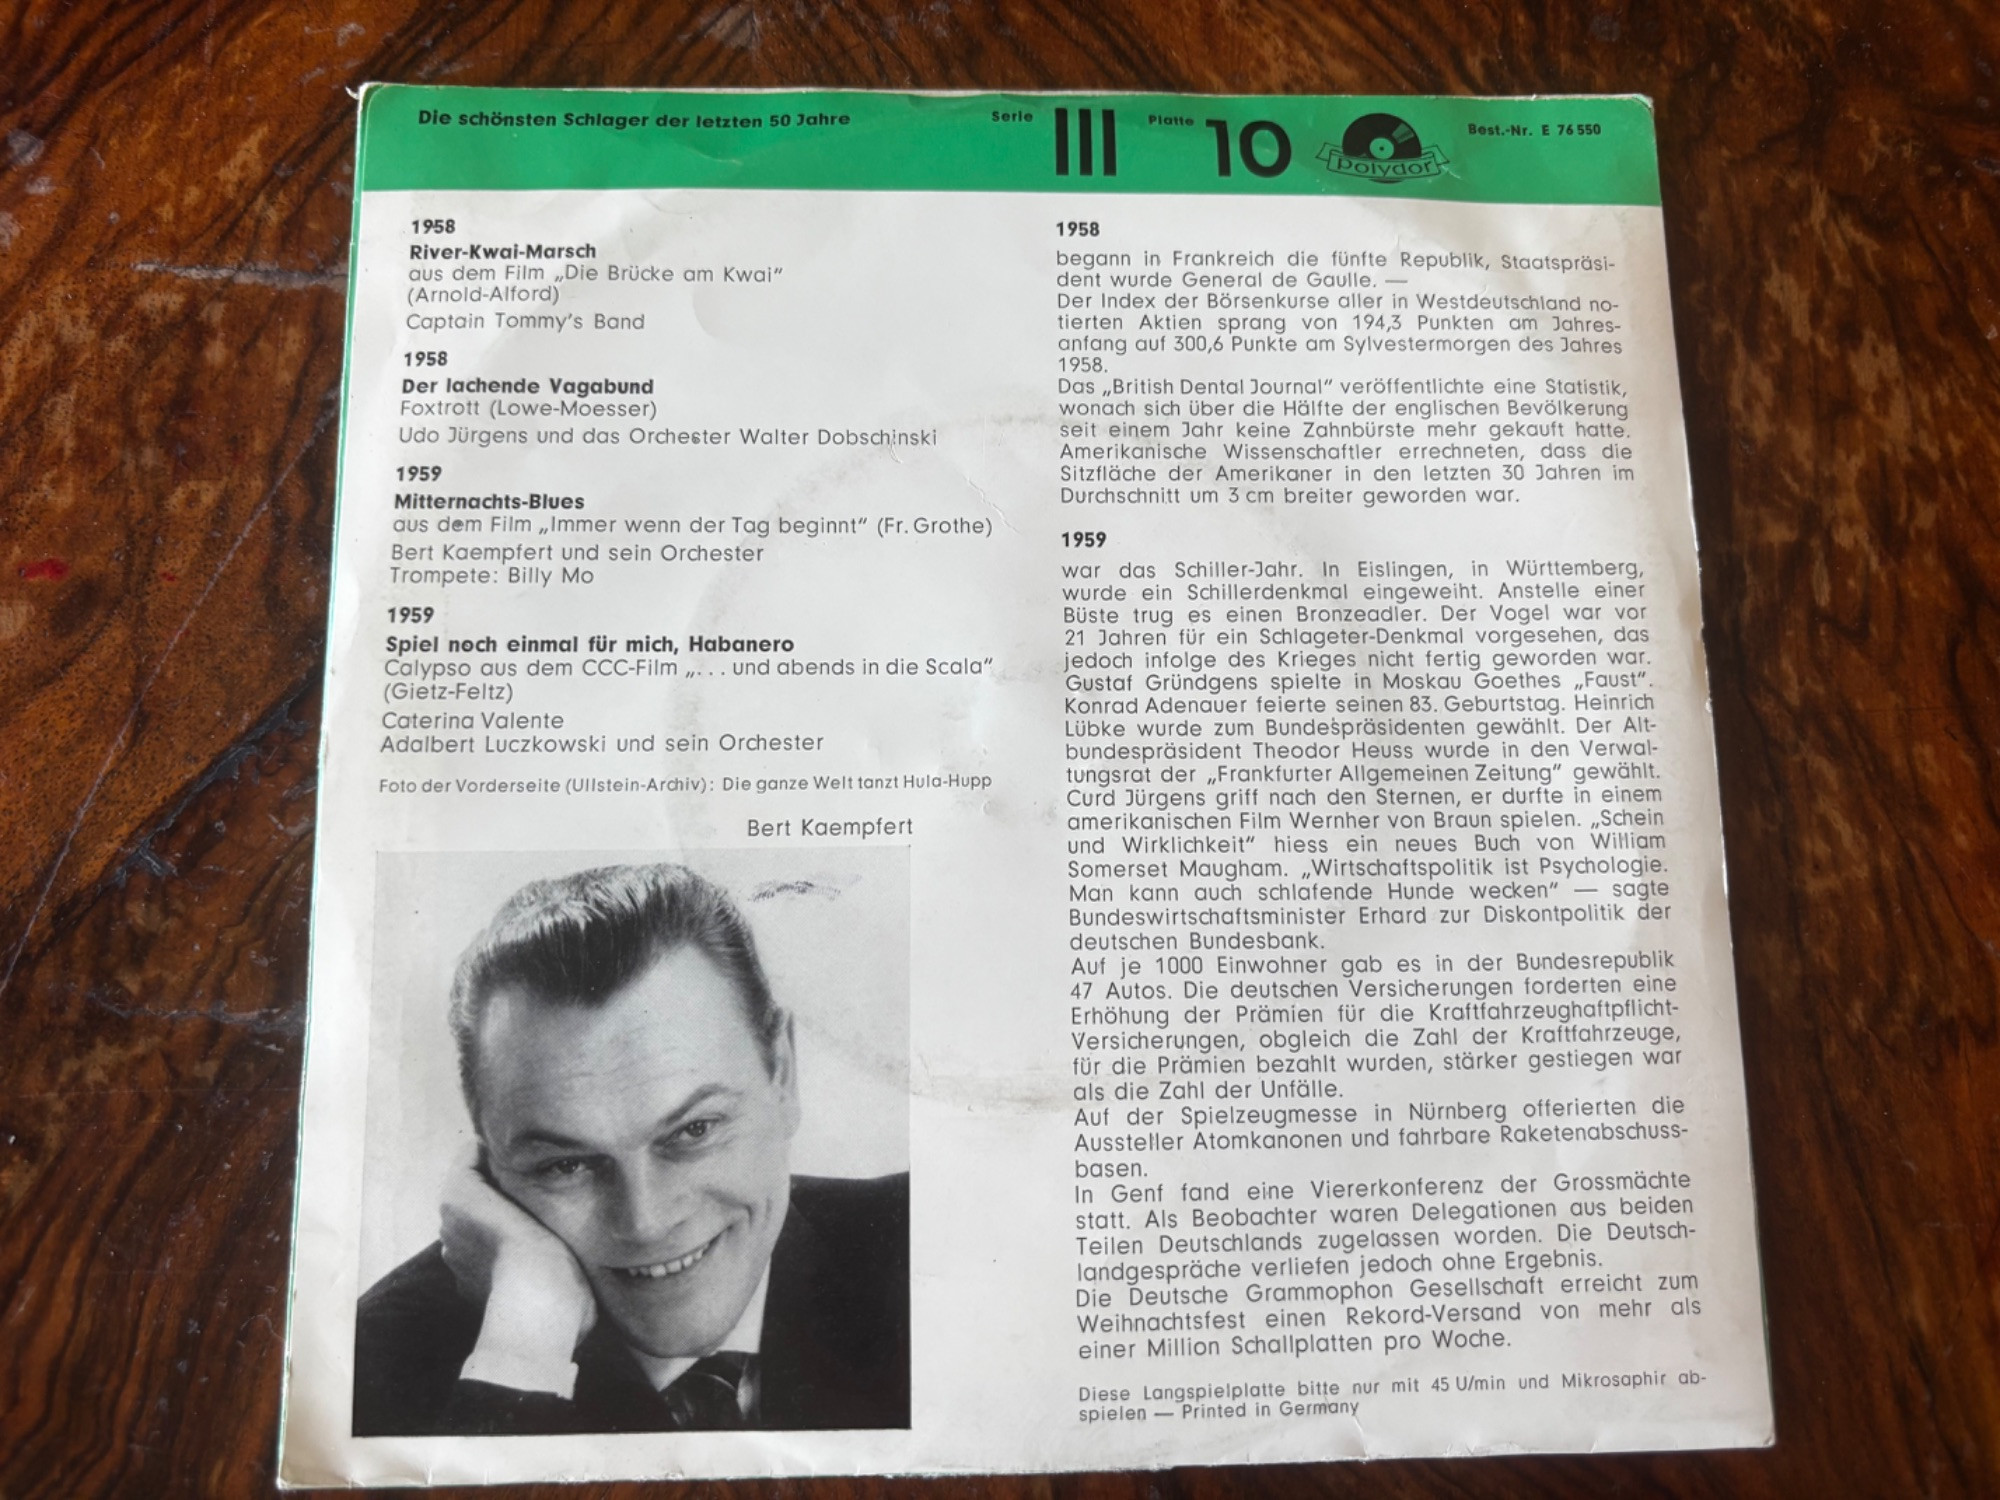 Die schönsten Schlager der letzten 50 Jahre
Serie III Platte 10
polydor
Best.-Nr. E 76 550
1958
River-Kwai-Marsch
aus dem Film „Die Brücke am Kwai“
(Arnold-Alford)
Captain Tommy's Band
1958
Der lachende Vagabund
Foxtrott (Lowe-Moesser)
Udo Jürgens und das Orchester Walter Dobschinski
1959
Mitternachts-Blues
aus dem Film „Immer wenn der Tag beginnt“ (Fr. Grothe)
Bert Kaempfert und sein Orchester
Trompete: Billy Mo
1959
Spiel noch einmal für mich, Habanero
Calypso aus dem CCC-Film „. . . und abends in die Scala“
(Gietz-Feltz)
Caterina Valente
Adalbert Luczkowski und sein Orchester
Foto der Vorderseite (Ullstein-Archiv): Die ganze Welt tanzt Hula-Hupp
Bert Kaempfert
1958
begann in Frankreich die fünfte Republik, Staatspräsi-
dent wurde General de Gaulle. —
Der Index der Börsenkurse aller in Westdeutschland no-
tierten Aktien sprang von 194,3 Punkten am Jahres-
anfang auf 300,6 Punkte am Sylvestermorgen des Jahres
1958.
Das „British Dental Journal“ veröffentlichte eine Statistik,
wonach sich über die Hälfte der englischen Bevölkerung
seit einem Jahr keine Zahnbürste mehr gekauft hatte.
Amerikanische Wissenschaftler errechneten, dass die
Sitzfläche der Amerikaner in den letzten 30 Jahren im
Durchschnitt um 3 cm breiter geworden war.
1959
war das Schiller-Jahr. In Eislingen, in Württemberg,
wurde ein Schillerdenkmal eingeweiht. Anstelle einer
Büste trug es einen Bronzeadler. Der Vogel war vor
21 Jahren für ein Schlageter-Denkmal vorgesehen, das
jedoch infolge des Krieges nicht fertig geworden war.
Gustaf Gründgens spielte in Moskau Goethes „Faust“.
Konrad Adenauer feierte seinen 83. Geburtstag. Heinrich
Lübke wurde zum Bundespräsidenten gewählt. Der Alt-
bundespräsident Theodor Heuss wurde in den Verwal-
tungsrat der „Frankfurter Allgemeinen Zeitung“ gewählt.
Curd Jürgens griff nach den Sternen, er durfte in einem
amerikanischen Film Wernher von Braun spielen. „Schein
und Wirklichkeit“ hiess ein neues Buch von William
Somerset Maugham. „Wirtschaftspolitik ist Psychologie.
Man kann auch schlafende Hunde wecken“ — sagte
Bundeswirtschaftsminister Erhard zur Diskontpolitik der
deutschen Bundesbank.
Auf je 1000 Einwohner gab es in der Bundesrepublik
47 Autos. Die deutschen Versicherungen forderten eine
Erhöhung der Prämien für die Kraftfahrzeughaftpflicht-
Versicherungen, obgleich die Zahl der Kraftfahrzeuge,
für die Prämien bezahlt wurden, stärker gestiegen war
als die Zahl der Unfälle.
Auf der Spielzeugmesse in Nürnberg offerierten die
Aussteller Atomkanonen und fahrbare Raketenabschuss-
basen.
In Genf fand eine Viererkonferenz der Grossmächte
statt. Als Beobachter waren Delegationen aus beiden
Teilen Deutschlands zugelassen worden. Die Deutsch-
landgespräche verliefen jedoch ohne Ergebnis.
Die Deutsche Grammophon Gesellschaft erreicht zum
Weihnachtsfest einen Rekord-Versand von mehr als
einer Million Schallplatten pro Woche.
Diese Langspielplatte bitte nur mit 45 U/min und Mikrosaphir ab-
spielen — Printed in Germany